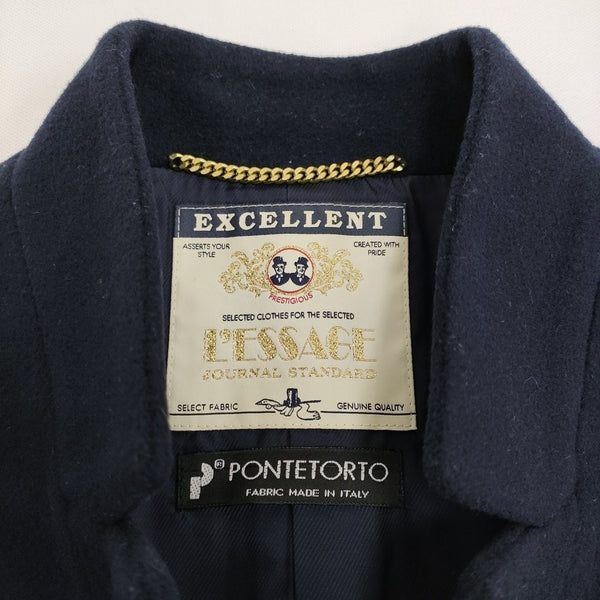 EXCELLENT
ASSERTS YOUR
STYLE
CREATED WITH
PRIDE
PRESTIGIOUS
SELECTED CLOTHES FOR THE SELECTED
L'ESSAGE
JOURNAL STANDARD
SELECT FABRIC
GENUINE QUALITY
® PONTETORTO
FABRIC MADE IN ITALY